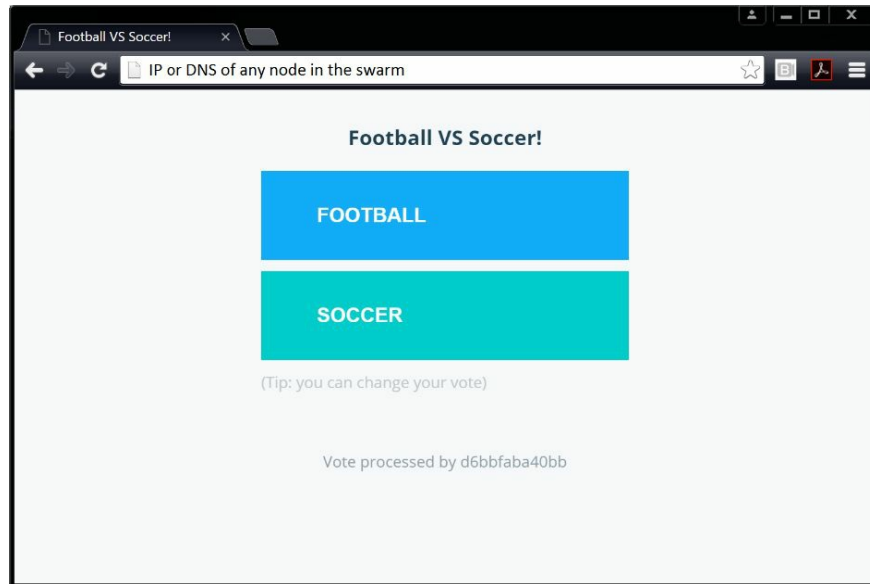 Football VS Soccer!
IP or DNS of any node in the swarm
Football VS Soccer!
FOOTBALL
SOCCER
(Tip: you can change your vote)
Vote processed by d6bbfaba40bb